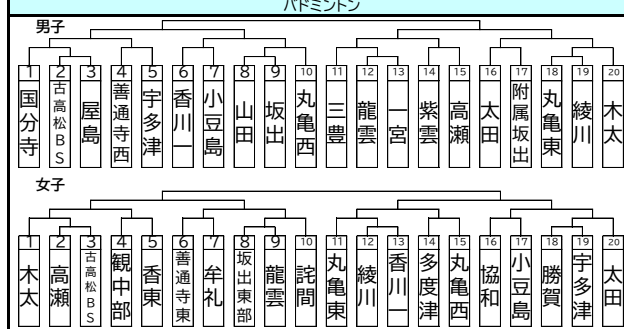 バドミントン
男子
1 2 3 4 5 6 7 8 9 10 11 12 13 14 15 16 17 18 19 20
国分寺 古高松BS 屋島 善通寺西 宇多津 香川一 小豆島 山田 坂出 丸亀西 三豊 龍雲 一宮 紫雲 高瀬 太田 附属坂出 丸亀東 綾川 木太
女子
1 2 3 4 5 6 7 8 9 10 11 12 13 14 15 16 17 18 19 20
木太 高瀬 古高松BS 観中部 香東 善通寺東 牟礼 坂出東部 龍雲 詫間 丸亀東 綾川 香川一 多度津 丸亀西 協和 小豆島 勝賀 宇多津 太田